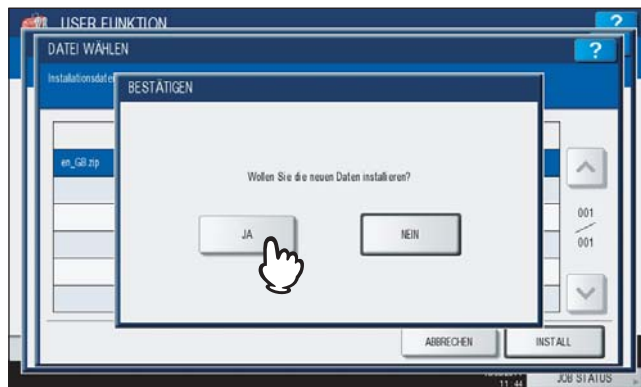 USER FUNKTION
?
DATEI WÄHLEN
?
Installationsdatei
BESTÄTIGEN
en_GB.zip
Wollen Sie die neuen Daten installieren?
JA
NEIN
001
001
ABBRECHEN
INSTALL
11:44
JOB STATUS